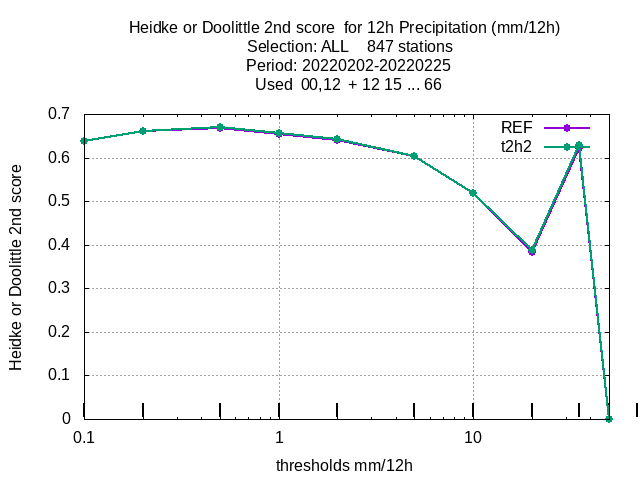 Heidke or Doolittle 2nd score  for 12h Precipitation (mm/12h)
Selection: ALL    847 stations
Period: 20220202-20220225
Used  00,12  + 12 15 ... 66
REF
t2h2
0.7
0.6
0.5
0.4
0.3
0.2
0.1
0
Heidke or Doolittle 2nd score
0.1
1
10
thresholds mm/12h